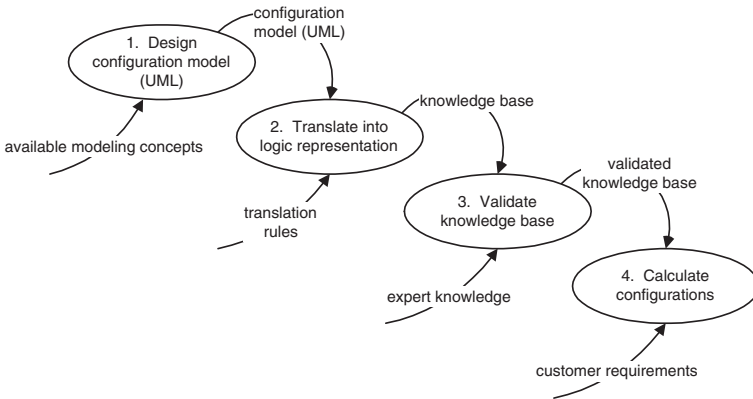 configuration
model (UML)
1. Design
configuration model
(UML)
available modeling concepts
knowledge base
2. Translate into
logic representation
translation
rules
validated
knowledge base
3. Validate
knowledge base
expert knowledge
4. Calculate
configurations
customer requirements